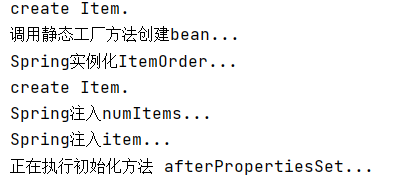 create Item.
调用静态工厂方法创建bean...
Spring实例化ItemOrder...
create Item.
Spring注入numItems...
Spring注入item...
正在执行初始化方法 afterPropertiesSet...